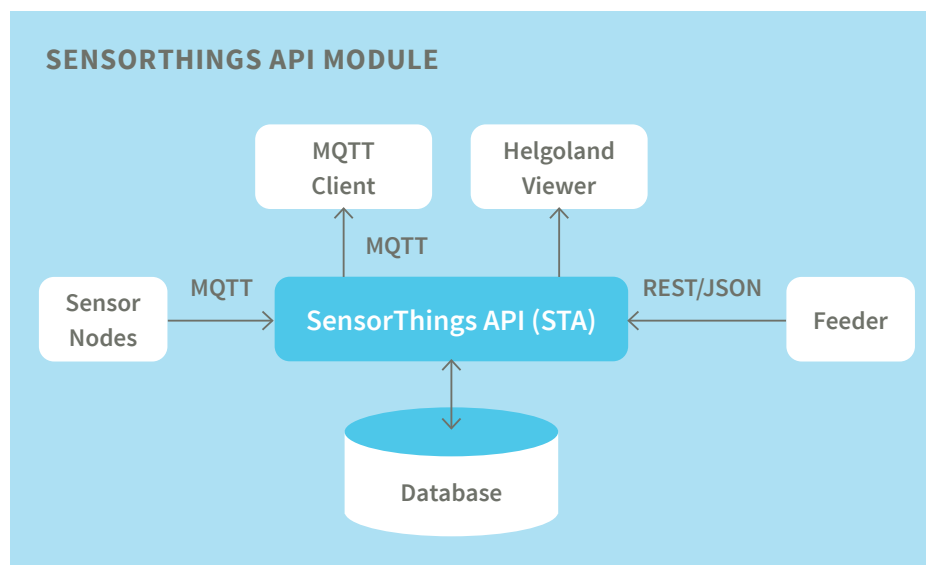 SENSORTHINGS API MODULE
MQTT
Client
Helgoland
Viewer
MQTT
MQTT
REST/JSON
Sensor
Nodes
SensorThings API (STA)
Feeder
Database